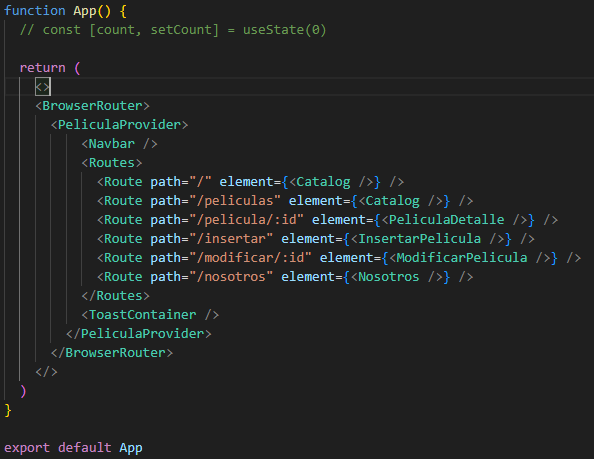 function App() {
// const [count, setCount] = useState(0)
return (
<>
<BrowserRouter>
<PeliculaProvider>
<Navbar />
<Routes>
<Route path="/" element={<Catalog />} />
<Route path="/peliculas" element={<Catalog />} />
<Route path="/pelicula/:id" element={<PeliculaDetalle />} />
<Route path="/insertar" element={<InsertarPelicula />} />
<Route path="/modificar/:id" element={<ModificarPelicula />} />
<Route path="/nosotros" element={<Nosotros />} />
</Routes>
<ToastContainer />
</PeliculaProvider>
</BrowserRouter>
</>
)
}
export default App